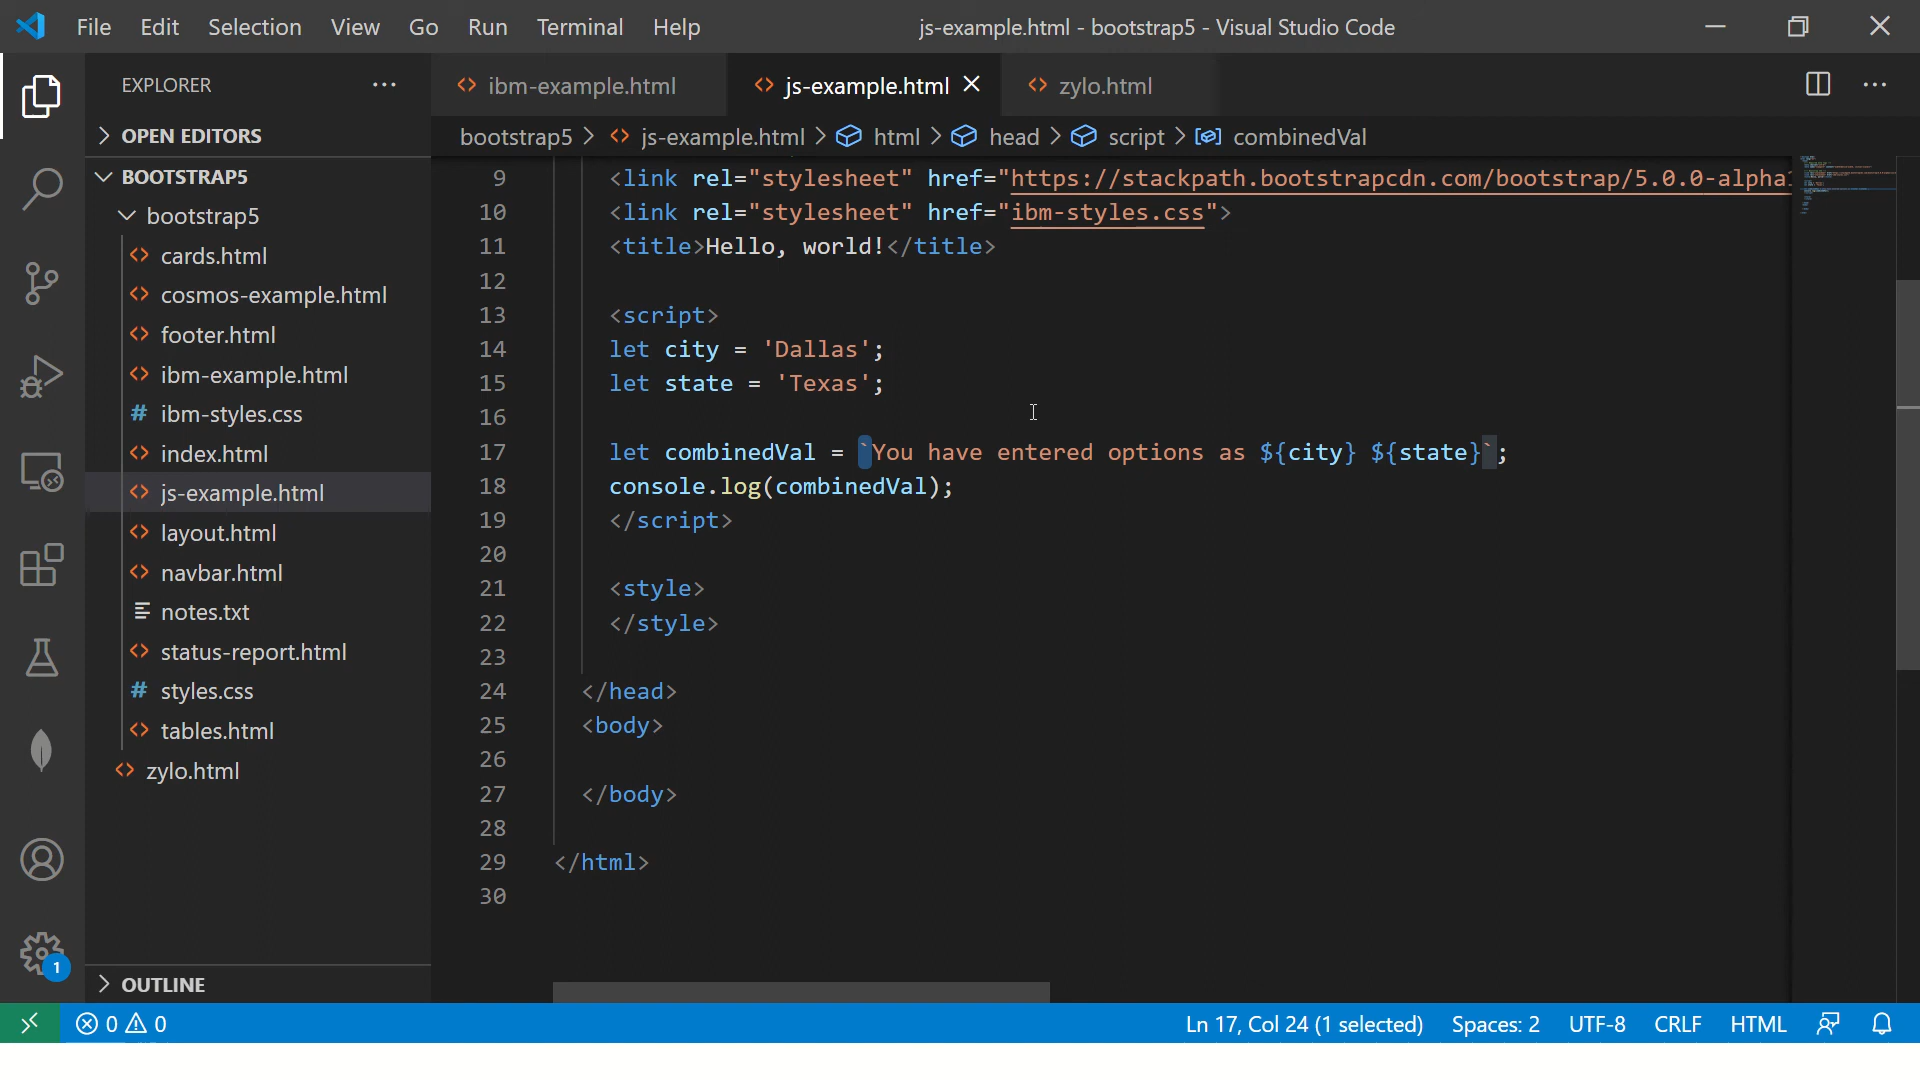 File Edit Selection View Go Run Terminal Help js-example.html - bootstrap5 - Visual Studio Code
EXPLORER
OPEN EDITORS
BOOTSTRAP5
bootstrap5
cards.html
cosmos-example.html
footer.html
ibm-example.html
ibm-styles.css
index.html
js-example.html
layout.html
navbar.html
notes.txt
status-report.html
styles.css
tables.html
zylo.html
OUTLINE
1
ibm-example.html js-example.html zylo.html
bootstrap5 > js-example.html > html > head > script > combinedVal
9 <link rel="stylesheet" href="https://stackpath.bootstrapcdn.com/bootstrap/5.0.0-alpha1
10 <link rel="stylesheet" href="ibm-styles.css">
11 <title>Hello, world!</title>
12
13 <script>
14 let city = 'Dallas';
15 let state = 'Texas';
16
17 let combinedVal = `You have entered options as ${city} ${state}`;
18 console.log(combinedVal);
19 </script>
20
21 <style>
22 </style>
23
24 </head>
25 <body>
26
27 </body>
28
29 </html>
30
0 0 Ln 17, Col 24 (1 selected) Spaces: 2 UTF-8 CRLF HTML